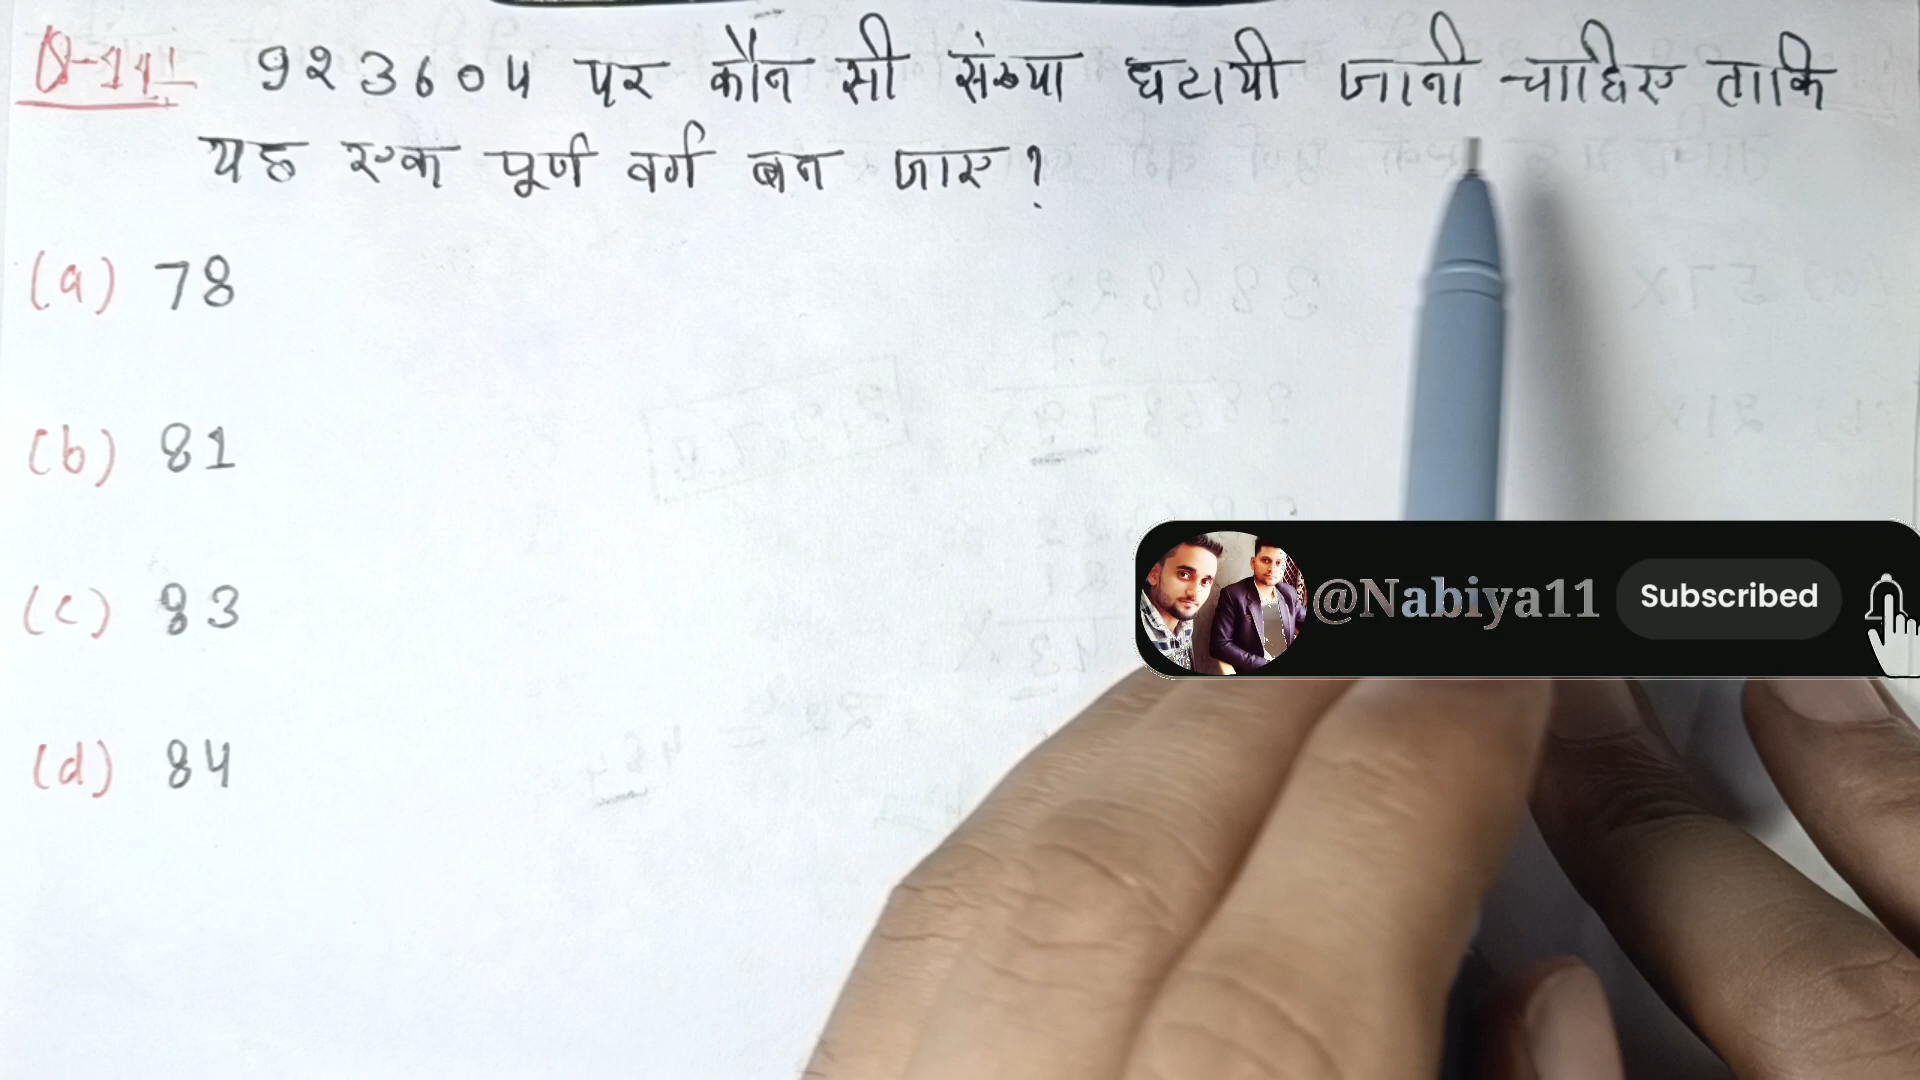 Q-11 923604 पर कौन सी संख्या घटायी जानी चाहिए ताकि
यह एक पूर्ण वर्ग बन जाए ?
(a) 78
(b) 81
(c) 83
(d) 84
@Nabiya11 Subscribed